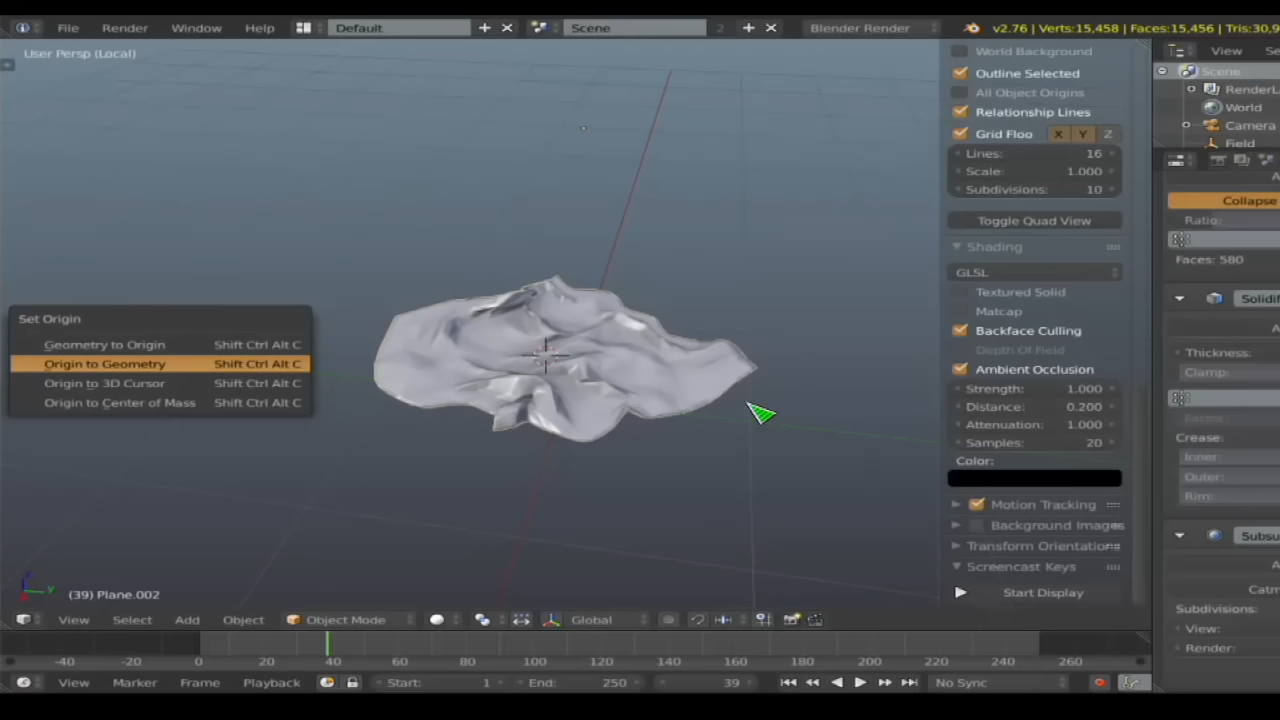 File Render Window Help Default Scene 2 Blender Render v2.76 | Verts:15,458 | Faces:15,456 | Tris:30,9
User Persp (Local)
World Background
Outline Selected
All Object Origins
Relationship Lines
Grid Floo X Y Z
Lines: 16
Scale: 1.000
Subdivisions: 10
Toggle Quad View
Shading
GLSL
Textured Solid
Matcap
Backface Culling
Depth Of Field
Ambient Occlusion
Strength: 1.000
Distance: 0.200
Attenuation: 1.000
Samples: 20
Color:
Motion Tracking
Background Images
Transform Orientation
Screencast Keys
Start Display
View Se
Scene
RenderL
World
Camera
Field
Collapse
Ratio:
Faces: 580
Solidif
Thickness:
Clamp:
Crease:
Inner:
Outer:
Rim:
Subsu
Catm
Subdivisions:
View:
Render:
Set Origin
Geometry to Origin Shift Ctrl Alt C
Origin to Geometry Shift Ctrl Alt C
Origin to 3D Cursor Shift Ctrl Alt C
Origin to Center of Mass Shift Ctrl Alt C
y
(39) Plane.002
View Select Add Object Object Mode Global
-40 -20 0 20 40 60 80 100 120 140 160 180 200 220 240 260
View Marker Frame Playback Start: 1 End: 250 39 No Sync